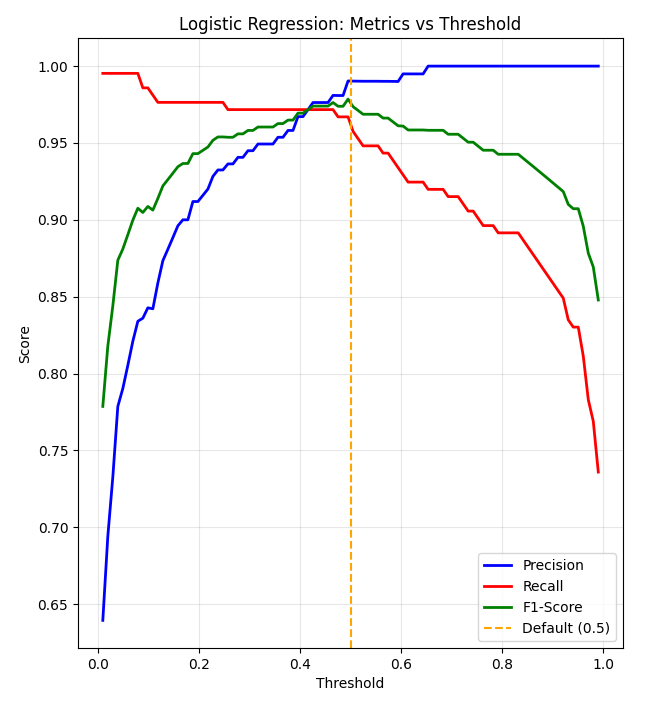 Logistic Regression: Metrics vs Threshold
1.00
0.95
0.90
0.85
0.80
0.75
0.70
0.65
Score
0.0
0.2
0.4
0.6
0.8
1.0
Threshold
Precision
Recall
F1-Score
Default (0.5)